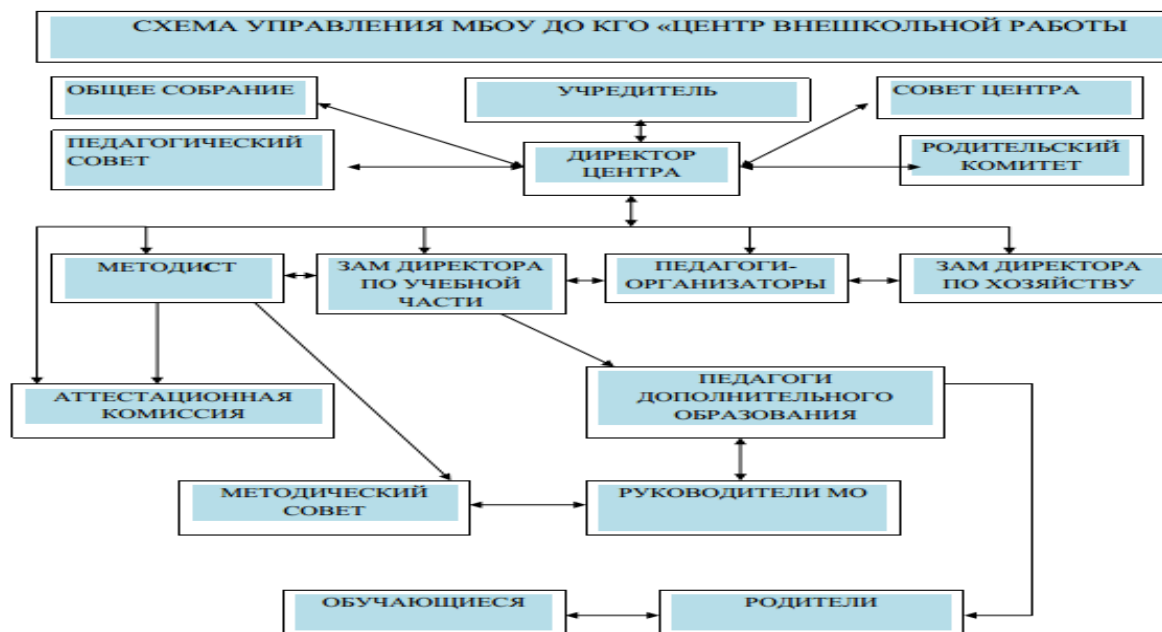 СХЕМА УПРАВЛЕНИЯ МБОУ ДО КГО «ЦЕНТР ВНЕШКОЛЬНОЙ РАБОТЫ
ОБЩЕЕ СОБРАНИЕ
УЧРЕДИТЕЛЬ
СОВЕТ ЦЕНТРА
ПЕДАГОГИЧЕСКИЙ
СОВЕТ
ДИРЕКТОР
ЦЕНТРА
РОДИТЕЛЬСКИЙ
КОМИТЕТ
МЕТОДИСТ
ЗАМ ДИРЕКТОРА
ПО УЧЕБНОЙ
ЧАСТИ
ПЕДАГОГИ-
ОРГАНИЗАТОРЫ
ЗАМ ДИРЕКТОРА
ПО ХОЗЯЙСТВУ
АТТЕСТАЦИОННАЯ
КОМИССИЯ
ПЕДАГОГИ
ДОПОЛНИТЕЛЬНОГО
ОБРАЗОВАНИЯ
МЕТОДИЧЕСКИЙ
СОВЕТ
РУКОВОДИТЕЛИ МО
ОБУЧАЮЩИЕСЯ
РОДИТЕЛИ